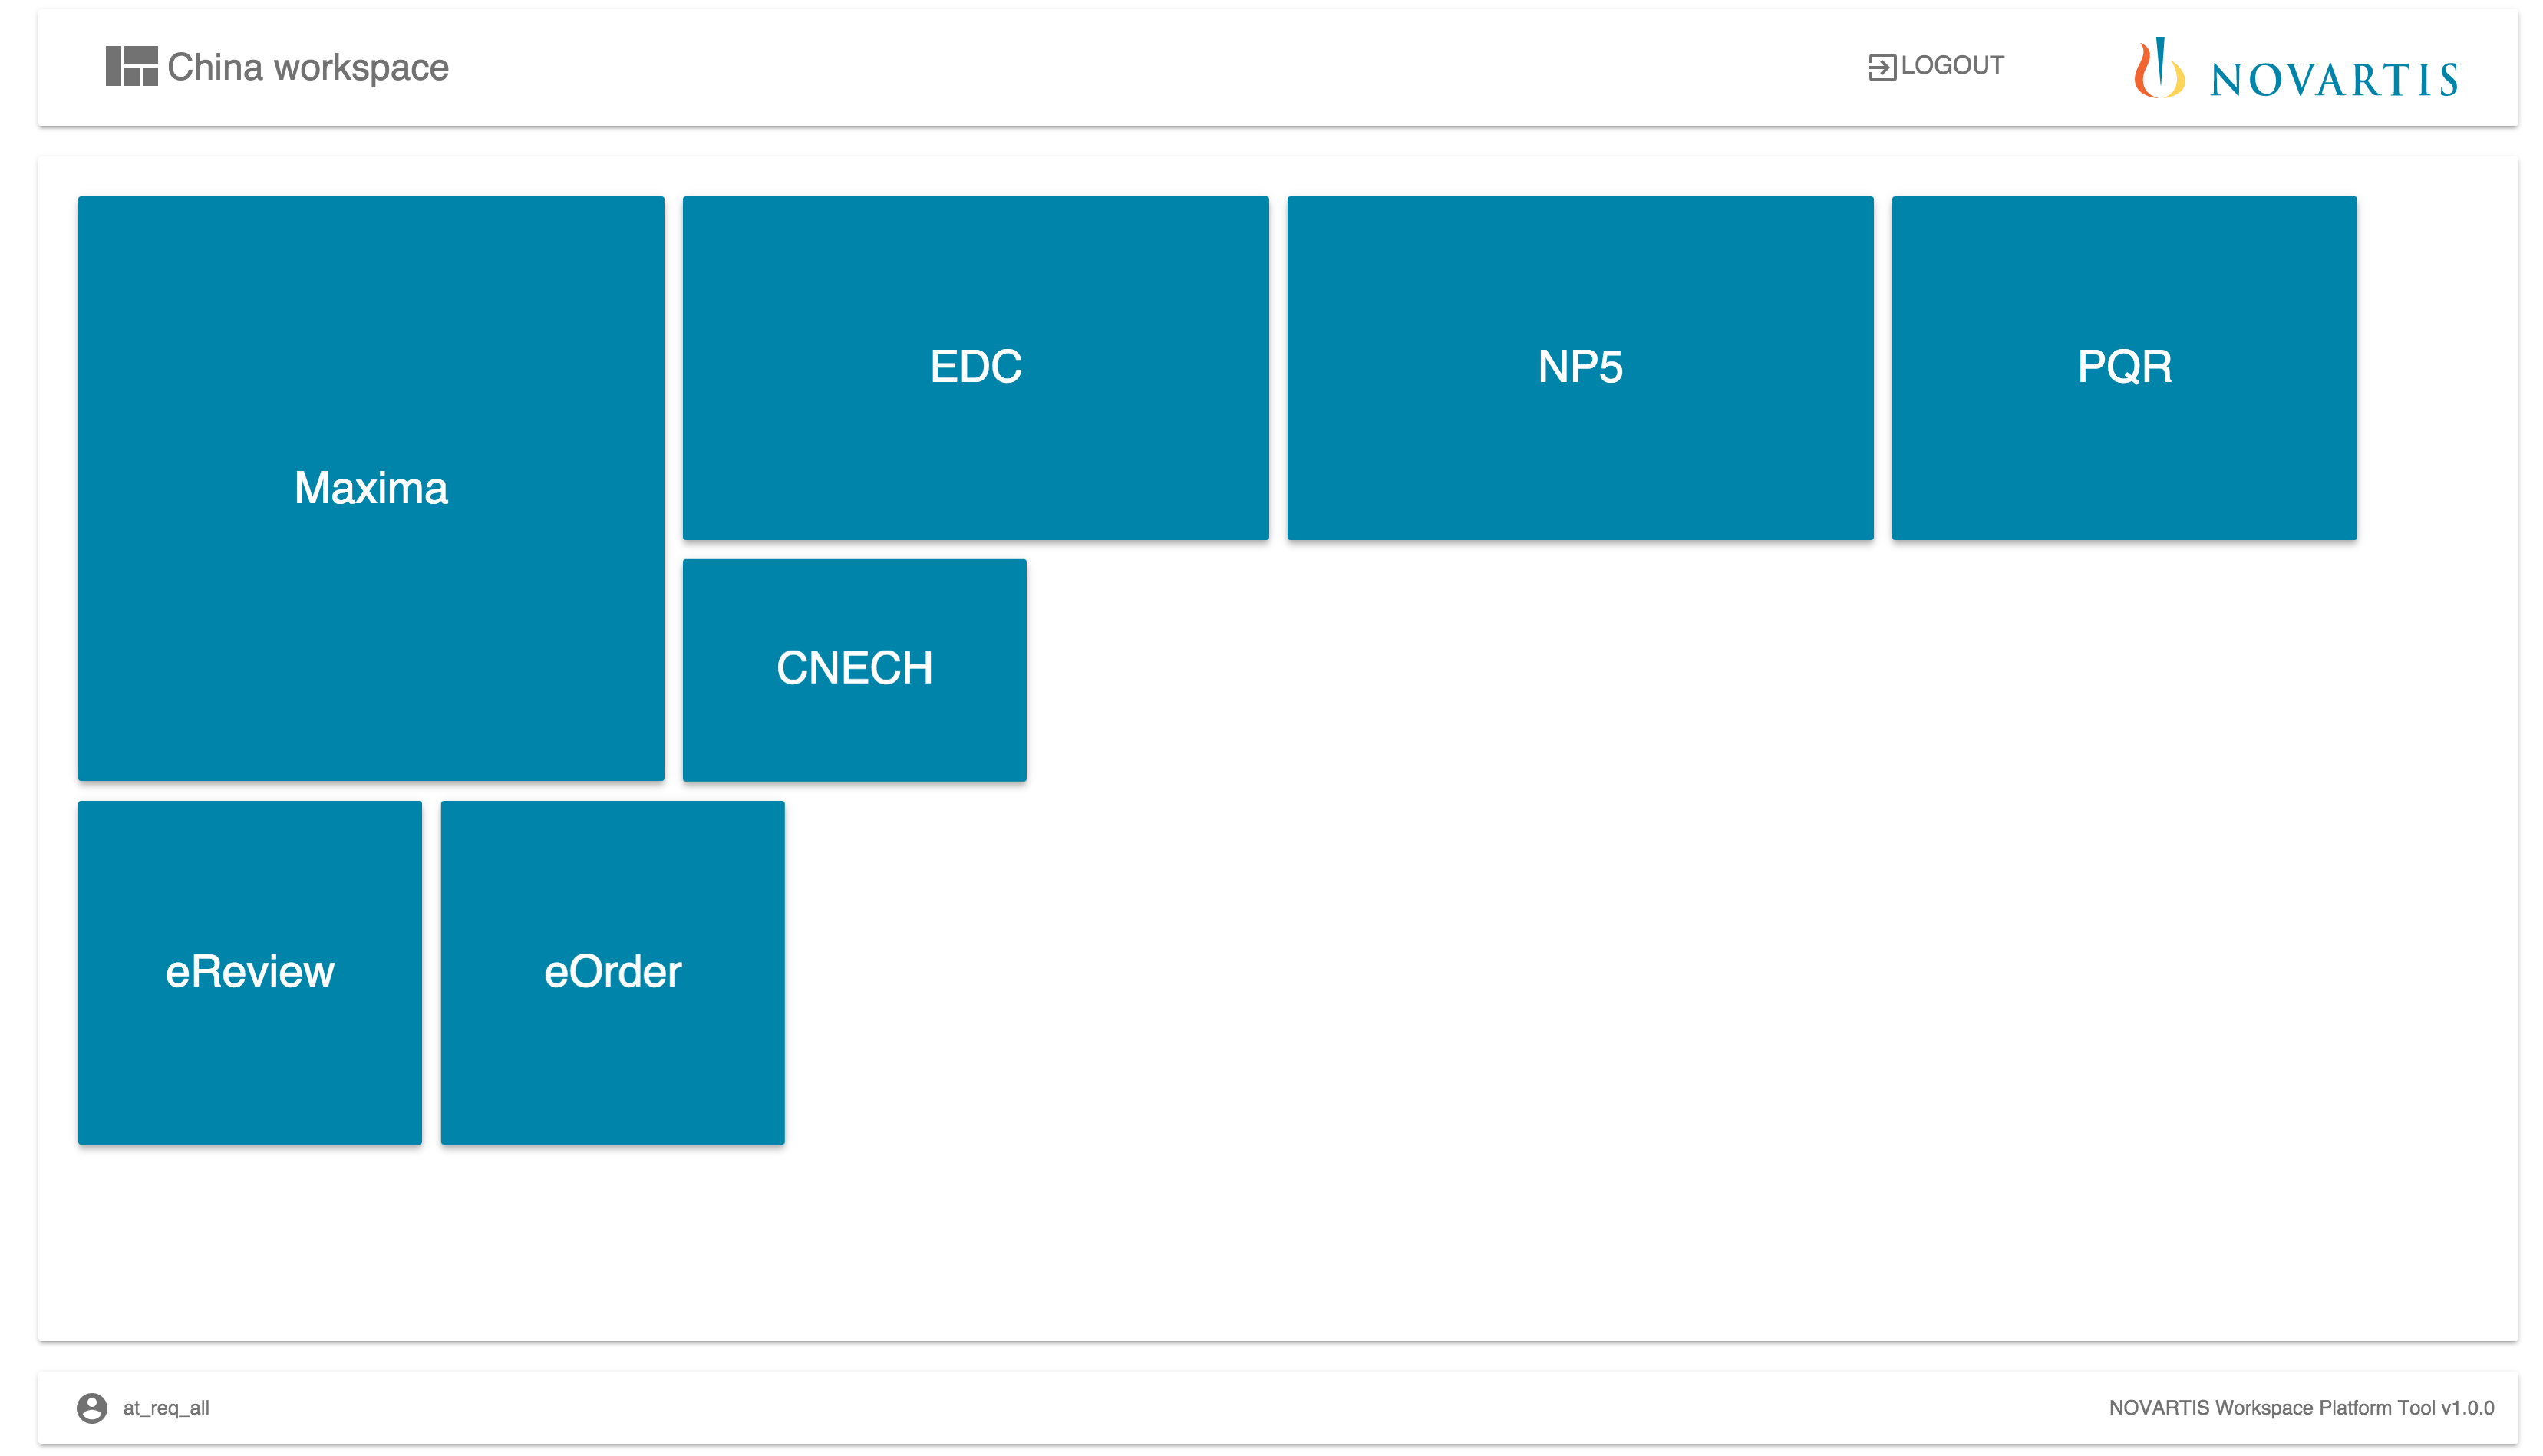 China workspace
LOGOUT
NOVARTIS
Maxima
EDC
NP5
PQR
CNECH
eReview
eOrder
at_req_all
NOVARTIS Workspace Platform Tool v1.0.0